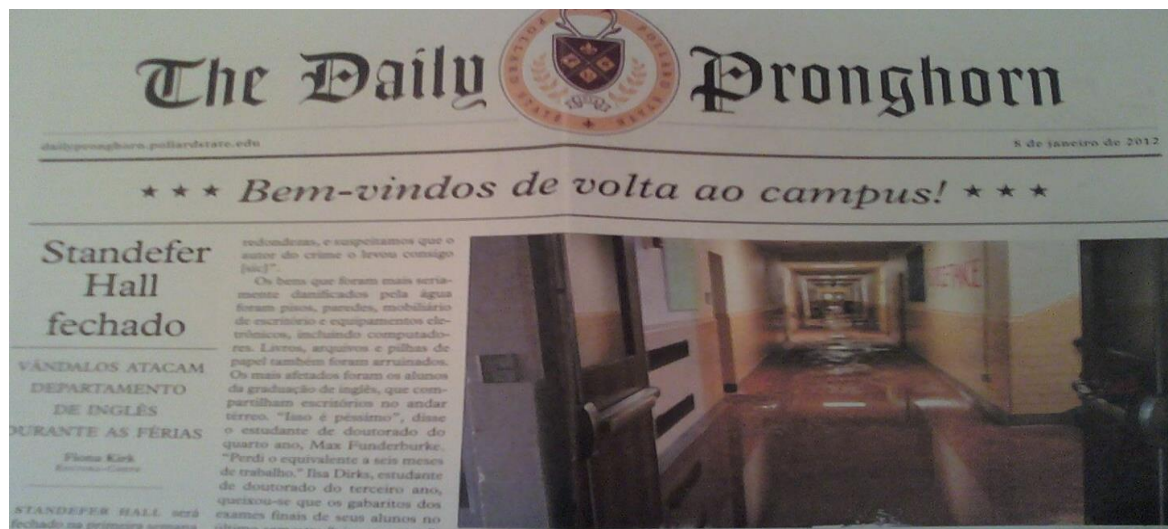 The Daily Pronghorn
POLLARD STATE
POLLARD STATE
dailypronghorn.pollardstate.edu
8 de janeiro de 2012
★ ★ ★ Bem-vindos de volta ao campus! ★ ★ ★
Standefer
Hall
fechado
VÂNDALOS ATACAM
DEPARTAMENTO
DE INGLÊS
DURANTE AS FÉRIAS
Fiona Kirk
STANDEFER HALL será
fechado na primeira semana
redondezas, e suspeitamos que o
autor do crime o levou consigo
[sic]”.
Os bens que foram mais seria-
mente danificados pela água
foram pisos, paredes, mobiliário
de escritório e equipamentos ele-
trônicos, incluindo computado-
res. Livros, arquivos e pilhas de
papel também foram arruinados.
Os mais afetados foram os alunos
da graduação de inglês, que com-
partilham escritórios no andar
térreo. “Isso é péssimo”, disse
o estudante de doutorado do
quarto ano, Max Funderburke.
“Perdi o equivalente a seis meses
de trabalho.” Ilsa Dirks, estudante
de doutorado do terceiro ano,
queixou-se que os gabaritos dos
exames finais de seus alunos no